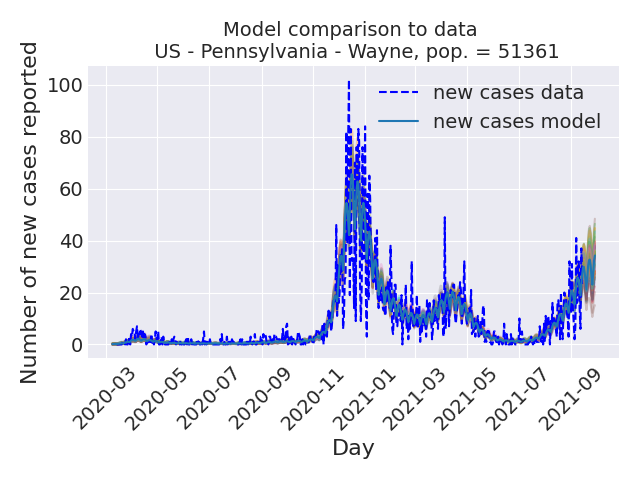 Model comparison to data
US - Pennsylvania - Wayne, pop. = 51361
Number of new cases reported
100
80
60
40
20
0
new cases data
new cases model
2020-03
2020-05
2020-07
2020-09
2020-11
2021-01
2021-03
2021-05
2021-07
2021-09
Day